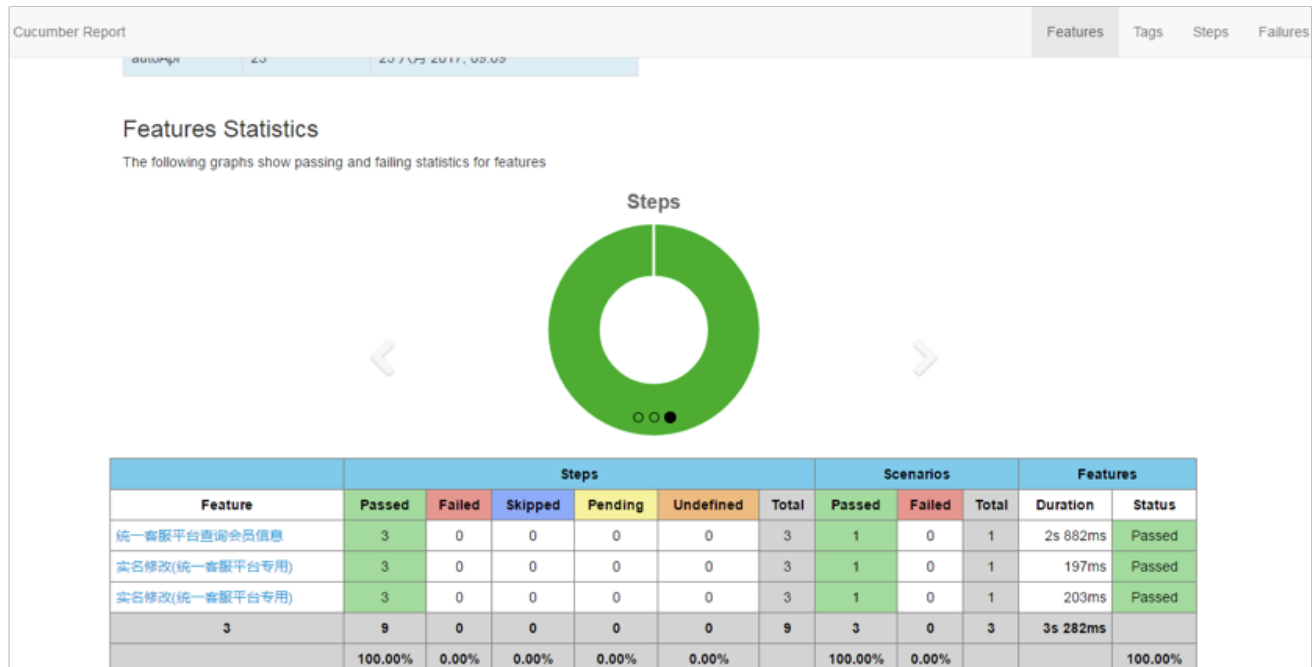 Cucumber Report Features Tags Steps Failures
autoApi 25 25 八月 2017, 09:09
Features Statistics
The following graphs show passing and failing statistics for features
Steps
Steps Scenarios Features
Feature Passed Failed Skipped Pending Undefined Total Passed Failed Total Duration Status
统一客服平台查询会员信息 3 0 0 0 0 3 1 0 1 2s 882ms Passed
实名修改(统一客服平台专用) 3 0 0 0 0 3 1 0 1 197ms Passed
实名修改(统一客服平台专用) 3 0 0 0 0 3 1 0 1 203ms Passed
3 9 0 0 0 0 9 3 0 3 3s 282ms
100.00% 0.00% 0.00% 0.00% 0.00% 100.00% 0.00% 100.00%